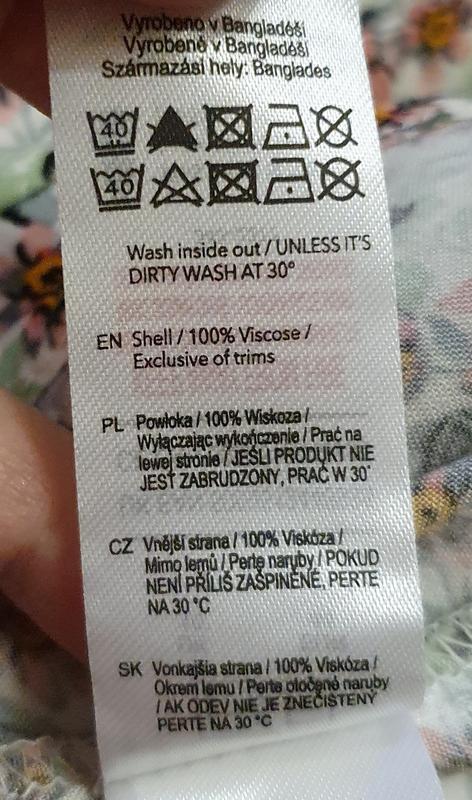 Vyrobeno v Bangladéši
Vyrobené v Bangladéši
Származási hely: Banglades
40
40
Wash inside out / UNLESS IT'S
DIRTY WASH AT 30°
EN Shell / 100% Viscose /
Exclusive of trims
PL Powłoka / 100% Wiskoza /
Wyłączając wykończenie / Prać na
lewej stronie / JEŚLI PRODUKT NIE
JEST ZABRUDZONY, PRAĆ W 30°
CZ Vnější strana / 100% Viskóza /
Mimo lemů / Perte naruby / POKUD
NENÍ PŘÍLIŠ ZAŠPINĚNÉ, PERTE
NA 30 °C
SK Vonkajšia strana / 100% Viskóza /
Okrem lemu / Perte otočené naruby
/ AK ODEV NIE JE ZNEČISTENÝ
PERTE NA 30 °C